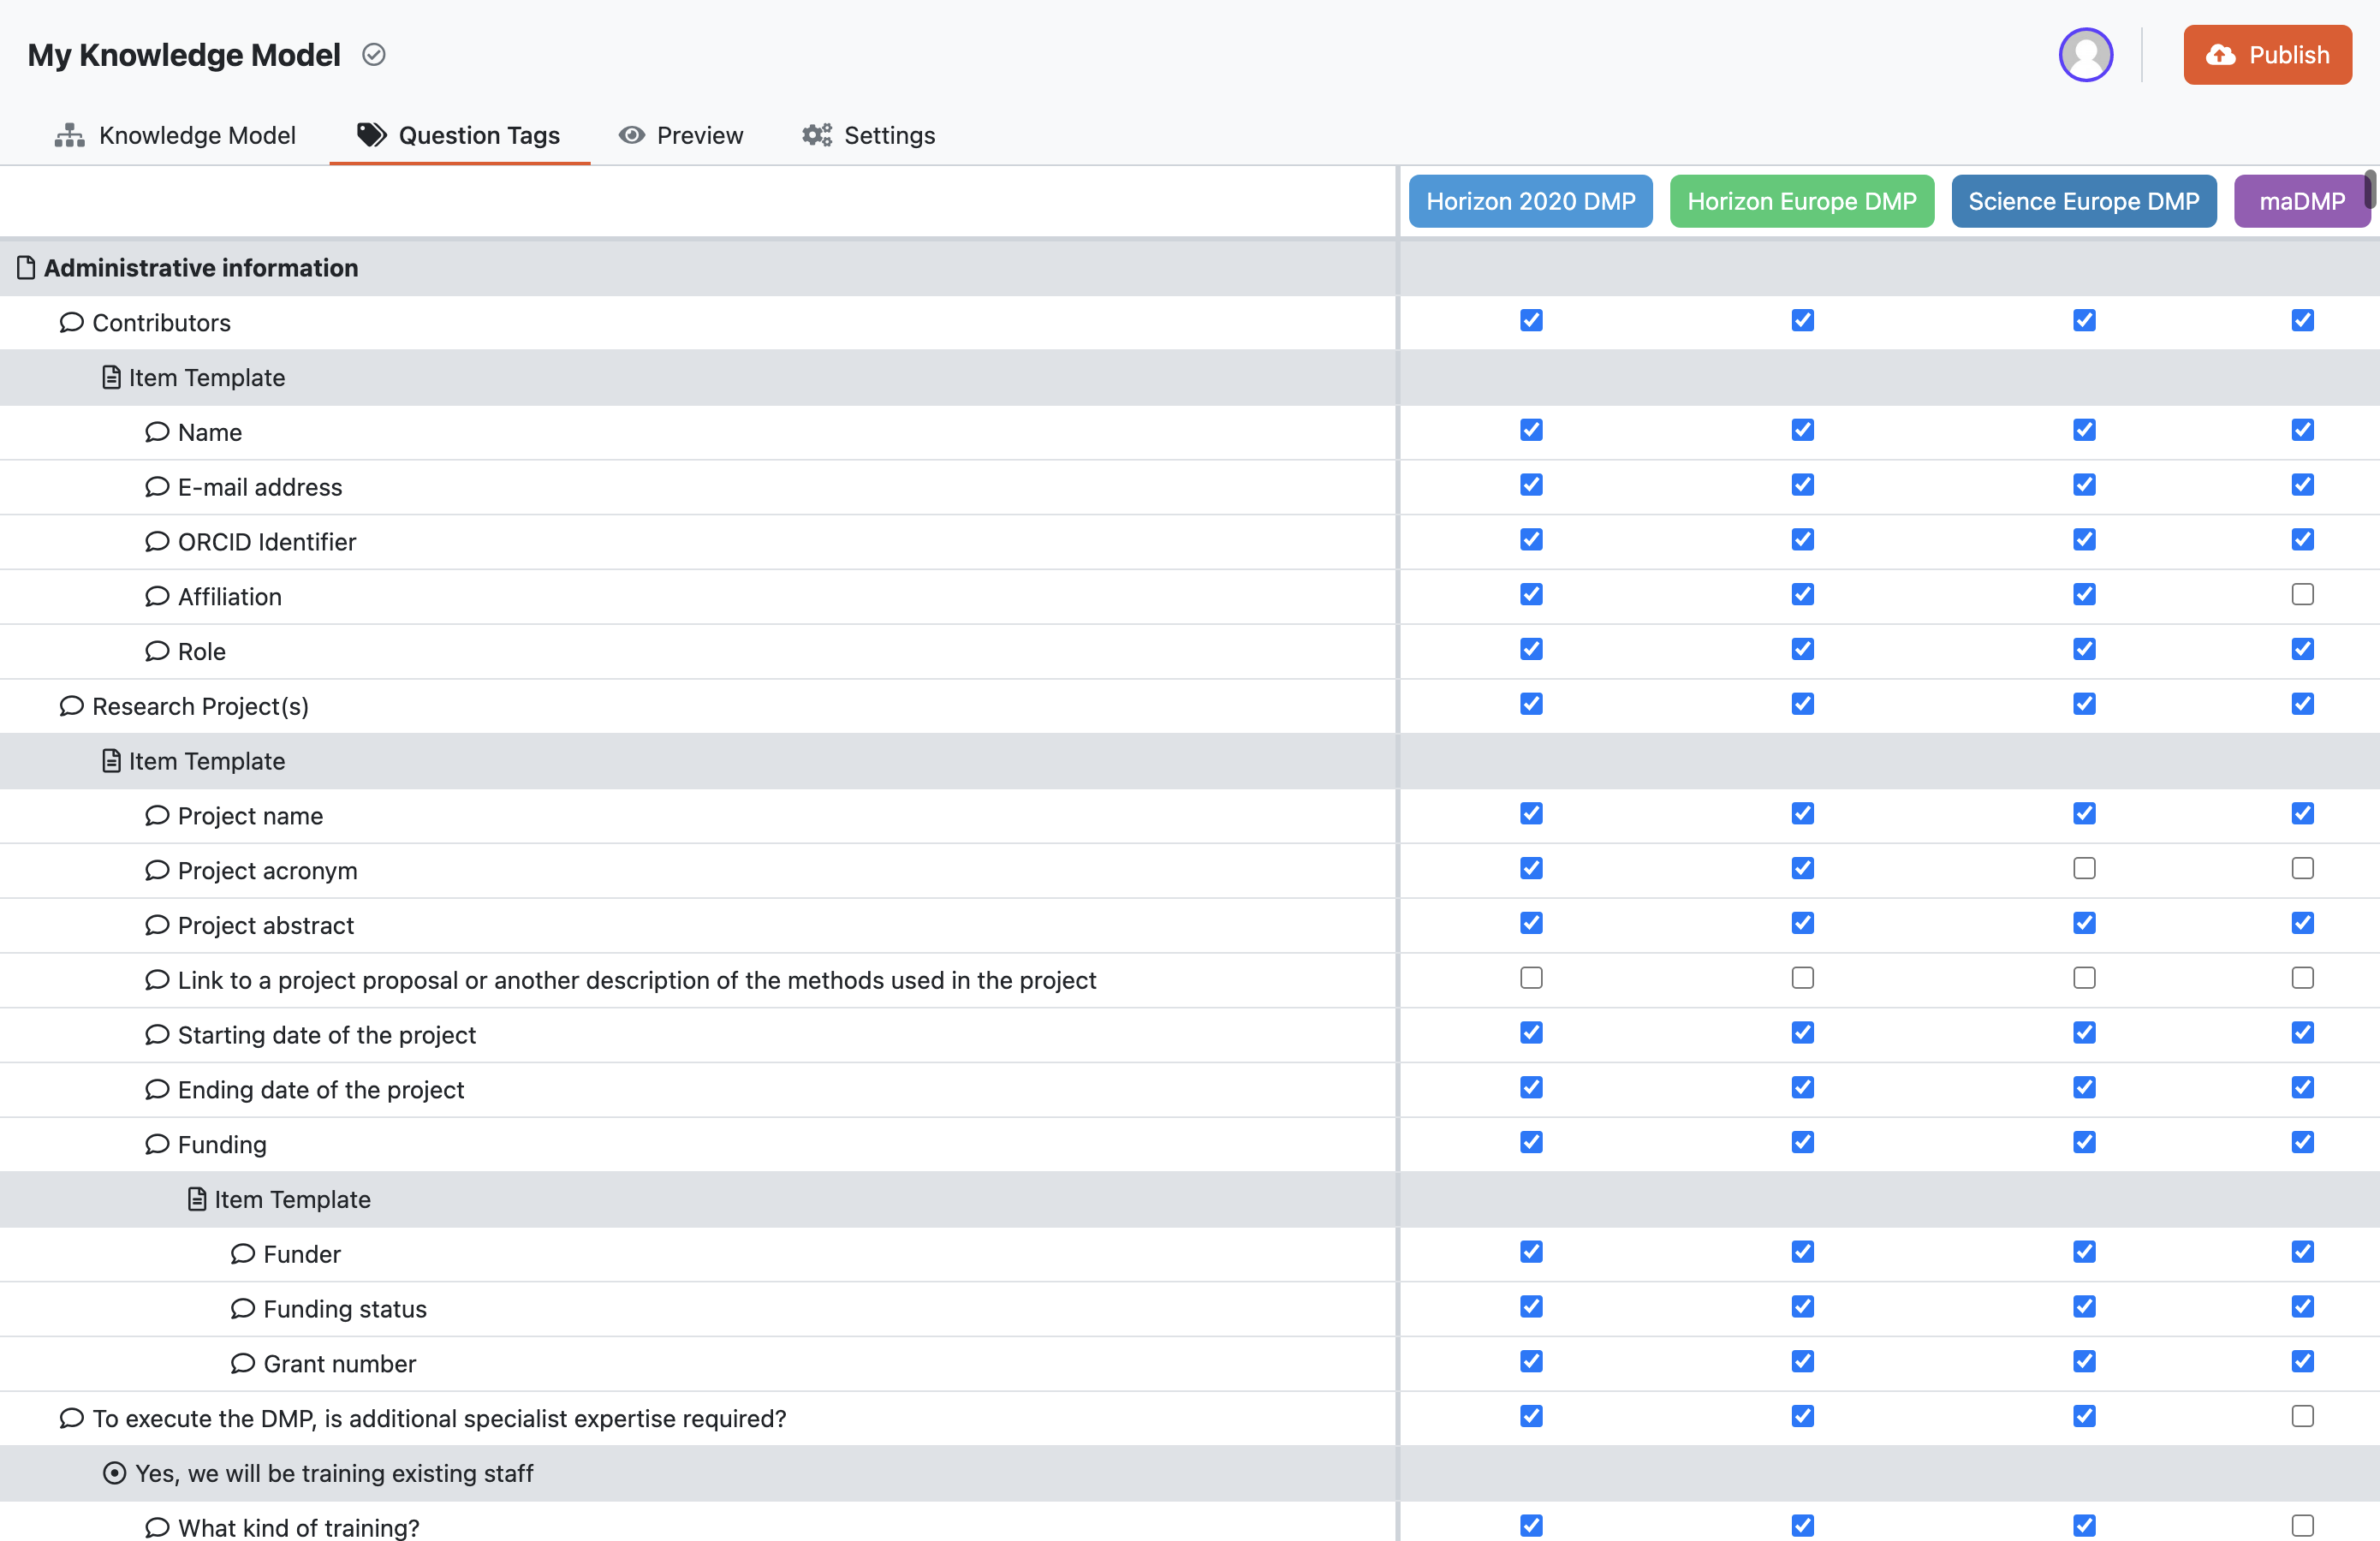 My Knowledge Model
Publish
Knowledge Model Question Tags Preview Settings
Horizon 2020 DMP Horizon Europe DMP Science Europe DMP maDMP
Administrative information
Contributors
Item Template
Name
E-mail address
ORCID Identifier
Affiliation
Role
Research Project(s)
Item Template
Project name
Project acronym
Project abstract
Link to a project proposal or another description of the methods used in the project
Starting date of the project
Ending date of the project
Funding
Item Template
Funder
Funding status
Grant number
To execute the DMP, is additional specialist expertise required?
Yes, we will be training existing staff
What kind of training?